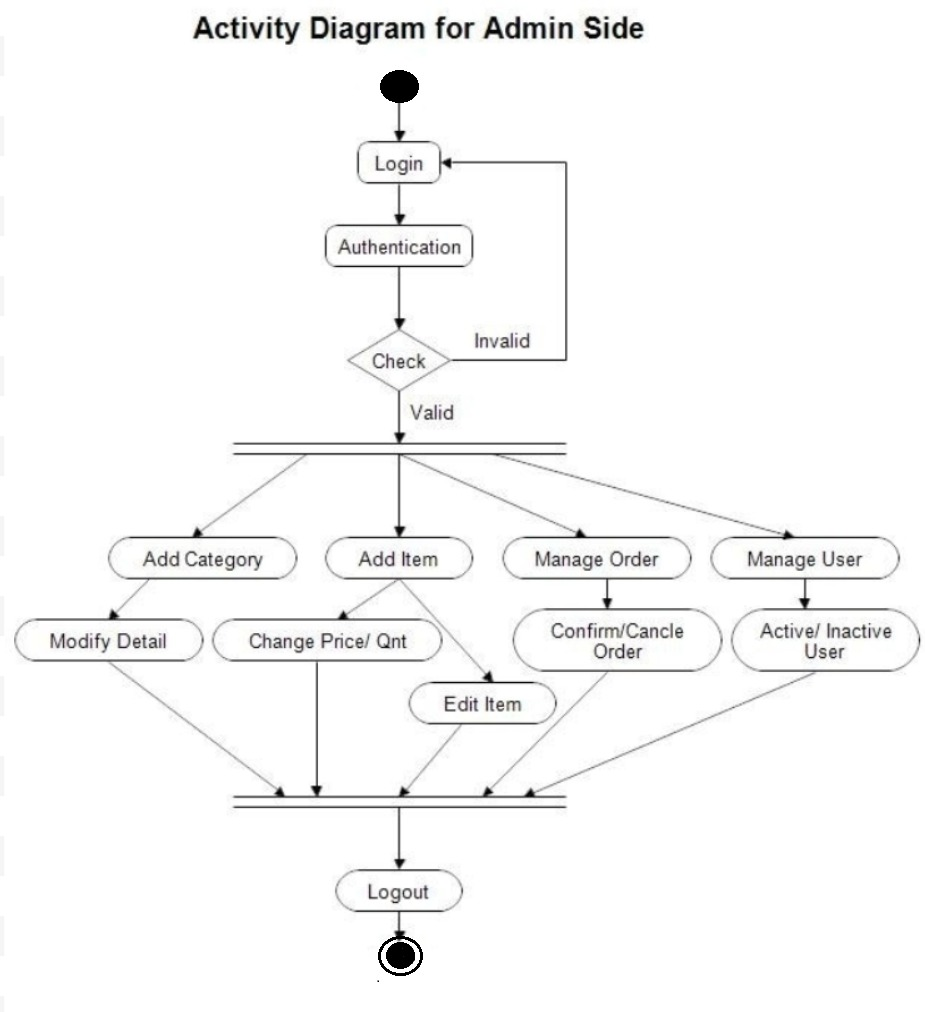 Activity Diagram for Admin Side
Login
Authentication
Check
Invalid
Valid
Add Category
Add Item
Manage Order
Manage User
Modify Detail
Change Price/ Qnt
Confirm/Cancle
Order
Active/ Inactive
User
Edit Item
Logout